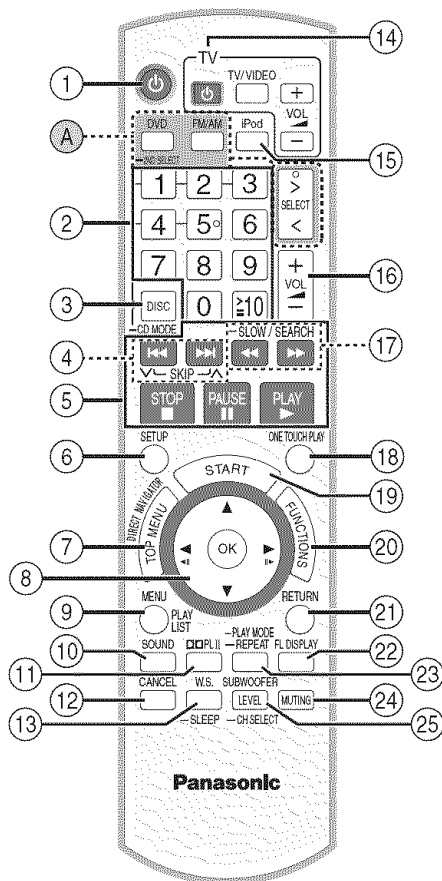 14
TV
1
TV/VIDEO
+
VOL
−
A
DVD
FM/AM
iPod
–2ND SELECT
15
1 2 3
>
SELECT
<
2
4 5 6
7 8 9
+
VOL
−
16
3
DISC
0
≧10
–CD MODE
–SLOW / SEARCH
17
4
SKIP
5
STOP
PAUSE
PLAY
SETUP
ONE TOUCH PLAY
6
18
START
19
DIRECT NAVIGATOR
TOP MENU
FUNCTIONS
7
20
OK
8
MENU
RETURN
9
PLAY
LIST
21
–PLAY MODE
10
SOUND
PL II
–REPEAT
FL DISPLAY
22
11
23
CANCEL
W.S.
SUBWOOFER
12
LEVEL
MUTING
24
13
–SLEEP
–CH SELECT
25
Panasonic